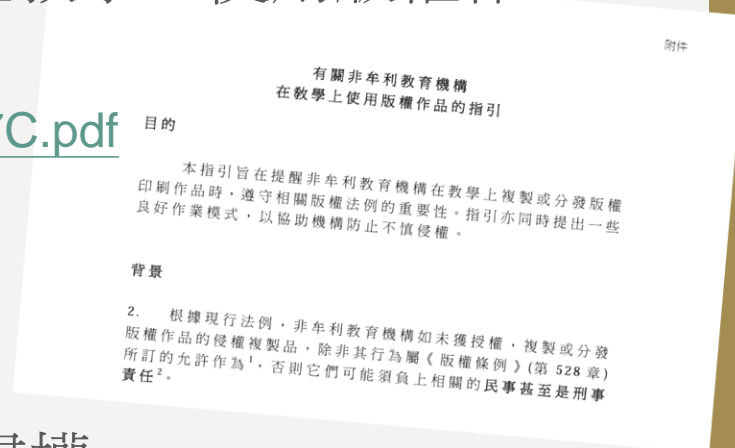 附件
有關非牟利教育機構
在教學上使用版權作品的指引
7C.pdf
目的
本指引旨在提醒非牟利教育機構在教學上複製或分發版權
印刷作品時，遵守相關版權法例的重要性。指引亦同時提出一些
良好作業模式，以協助機構防止不慎侵權。
背景
2. 根據現行法例，非牟利教育機構如未獲授權，複製或分發
版權作品的侵權複製品，除非其行為屬《版權條例》(第 528 章)
所訂的允許作為¹，否則它們可能須負上相關的民事甚至是刑事
責任²。